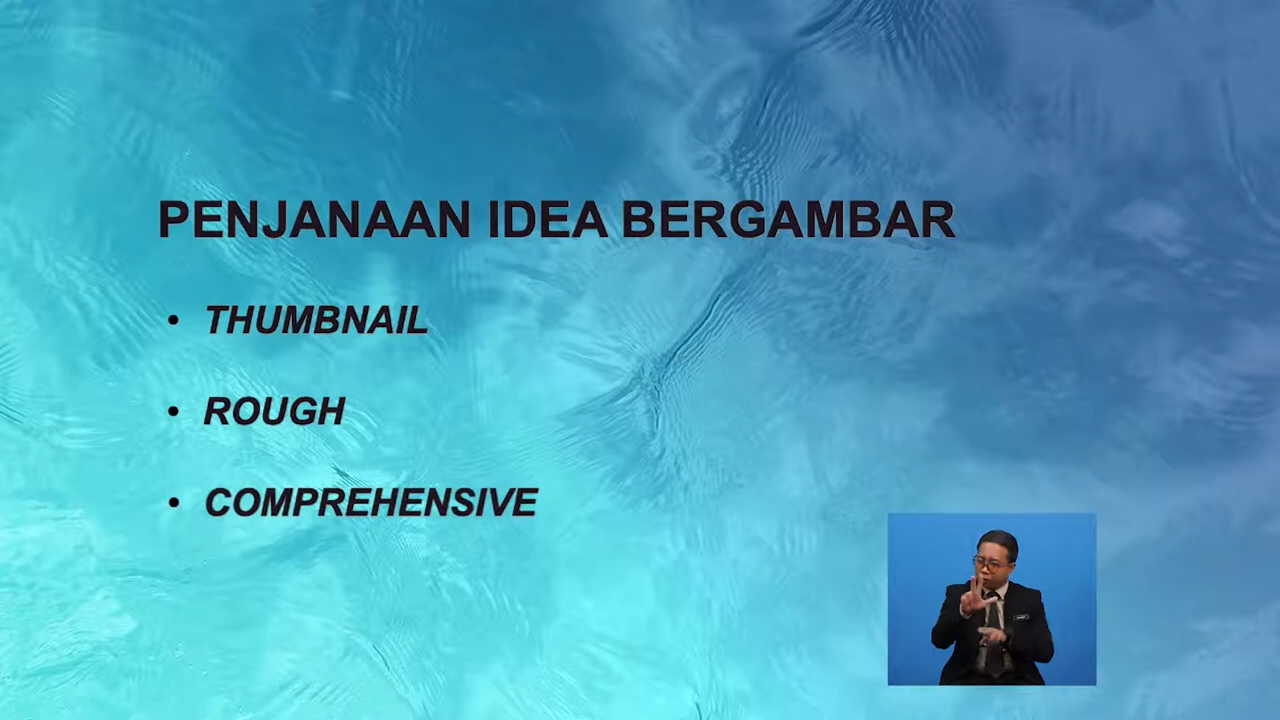 PENJANAAN IDEA BERGAMBAR
• THUMBNAIL
• ROUGH
• COMPREHENSIVE